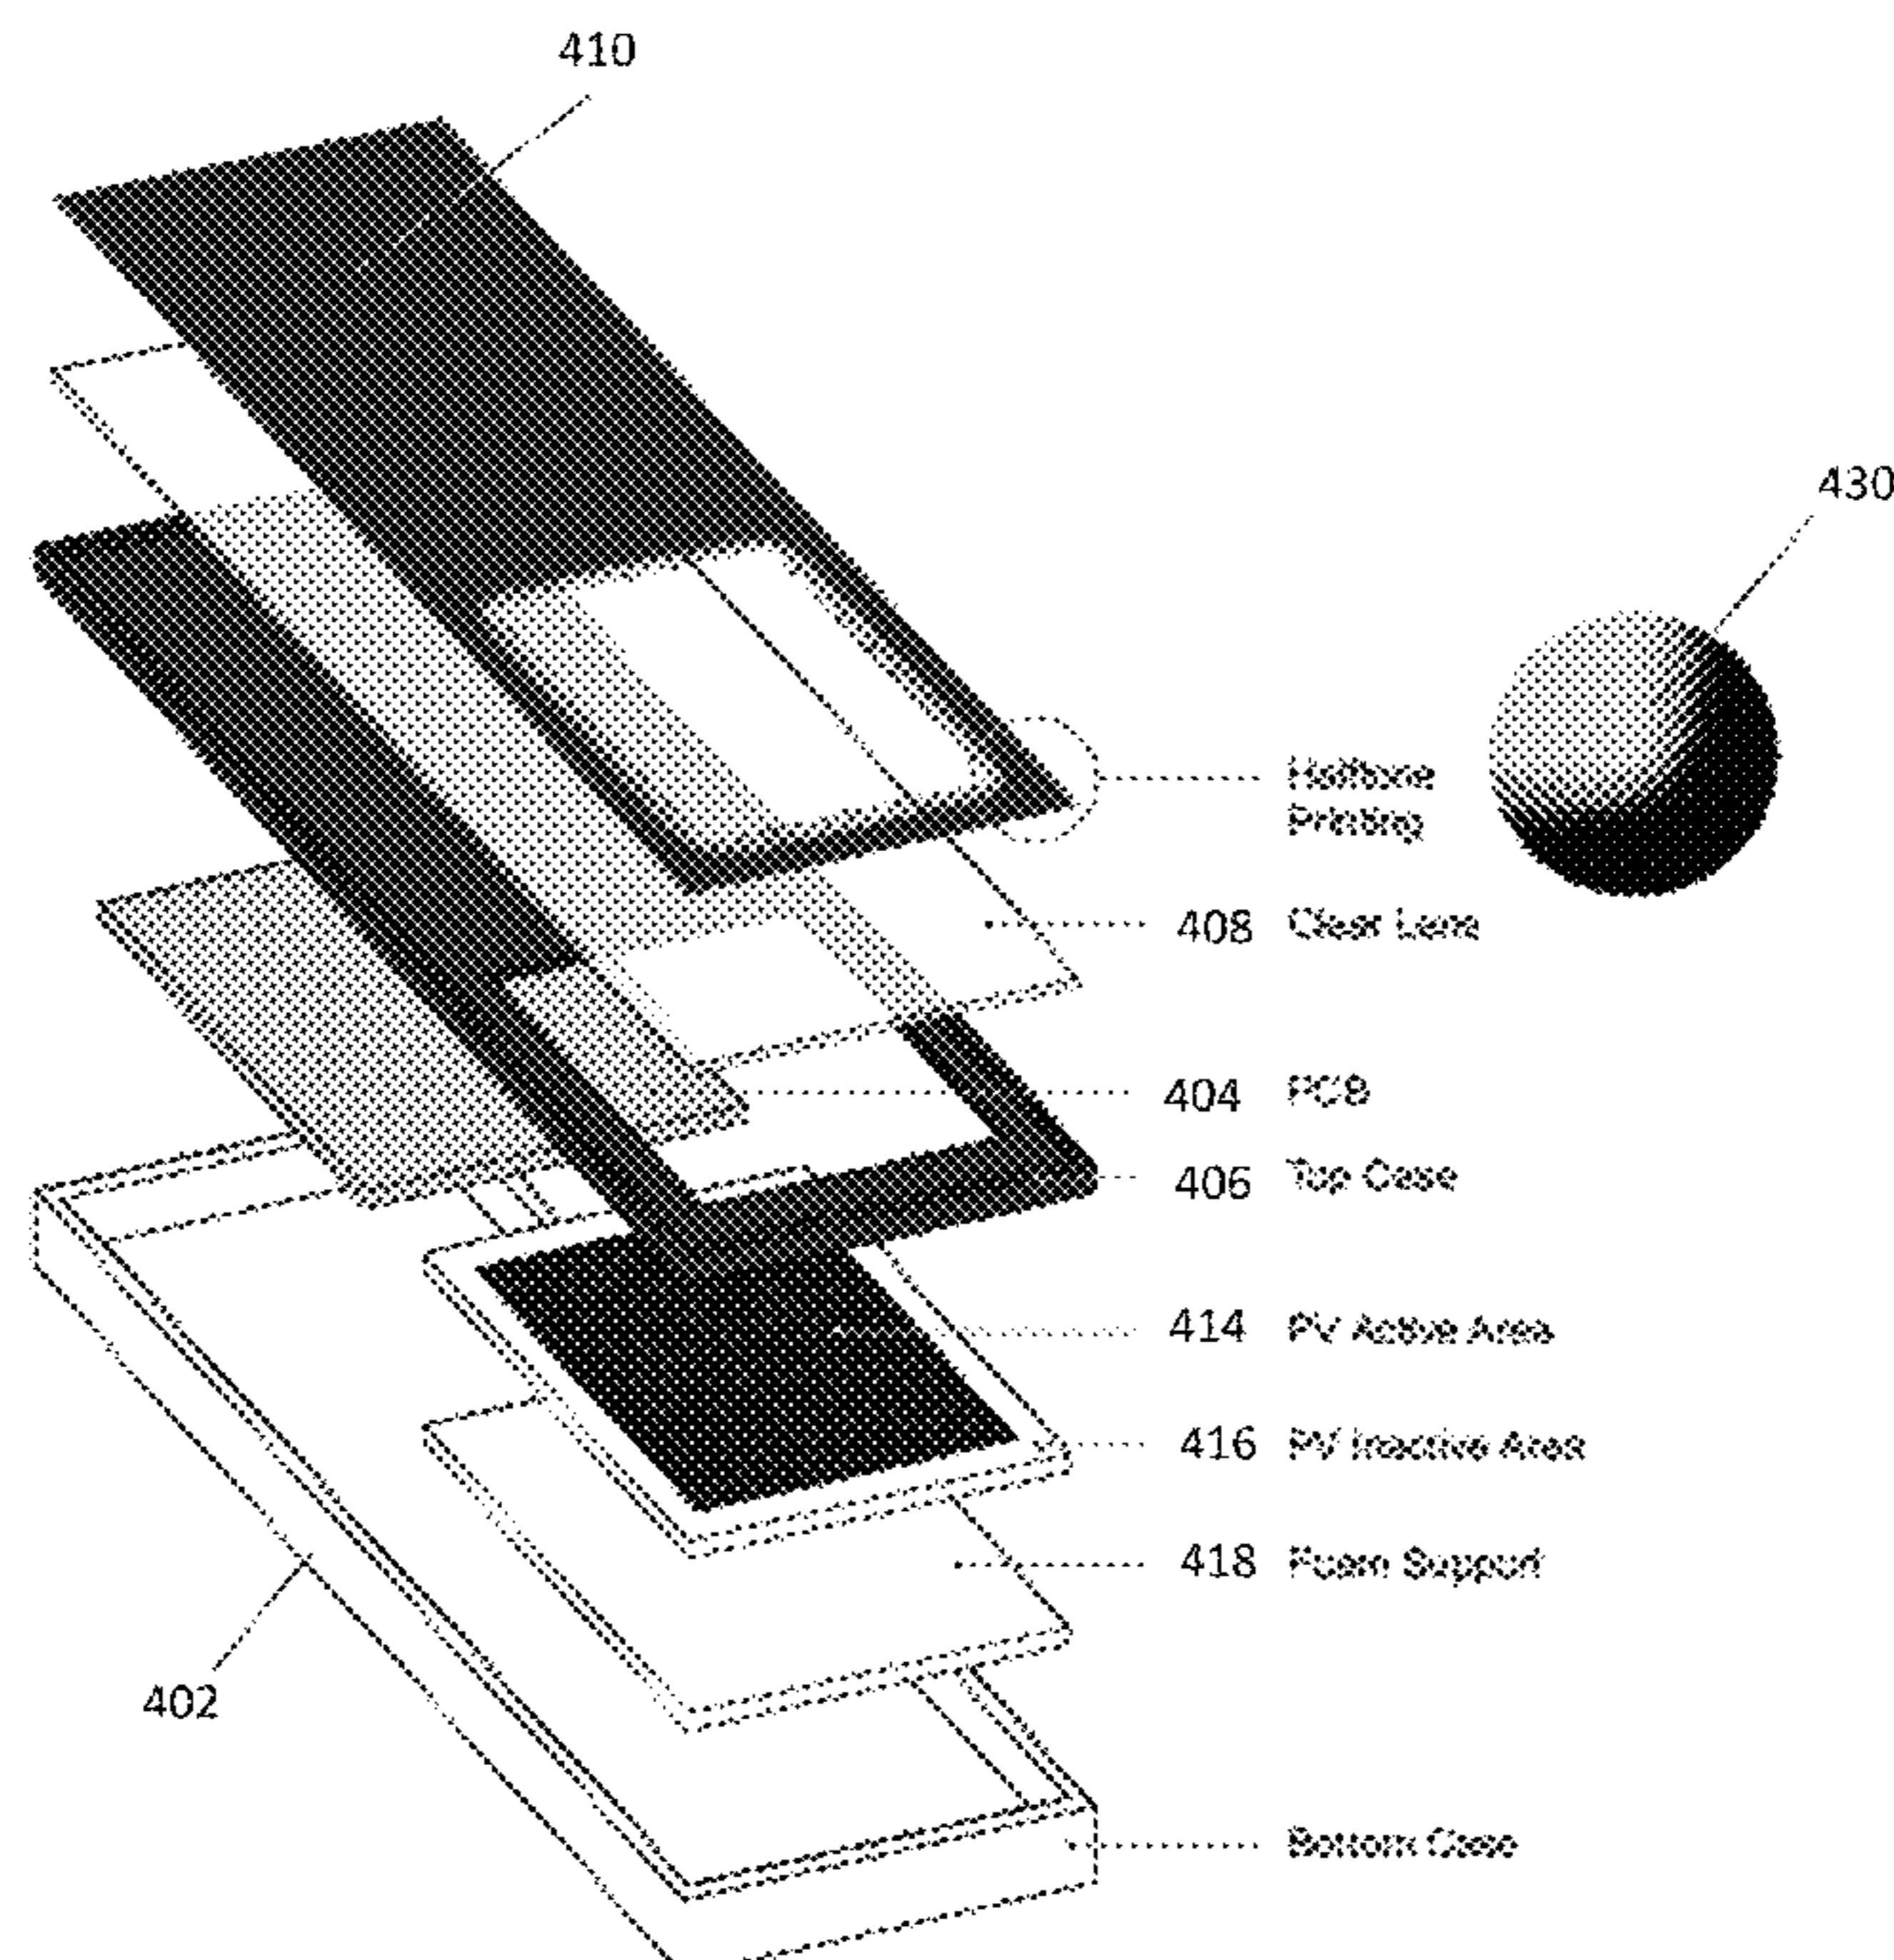 410
430
Halftone
Printing
408 Clear Lens
404 PCB
406 Top Case
414 PV Active Area
416 PV Inactive Area
418 Foam Support
402
Bottom Case